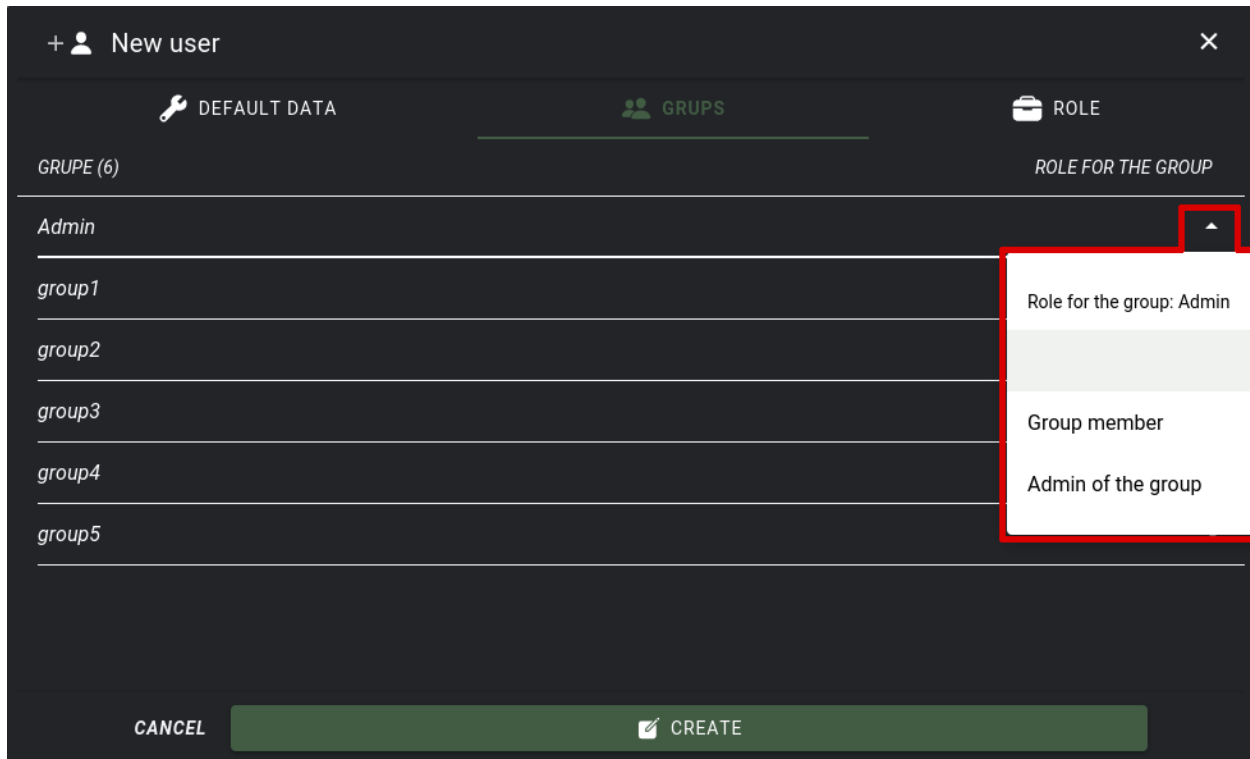 New user
DEFAULT DATA
GRUPS
ROLE
GRUPE (6)
ROLE FOR THE GROUP
Admin
group1
Role for the group: Admin
group2
group3
Group member
group4
Admin of the group
group5
CANCEL
CREATE